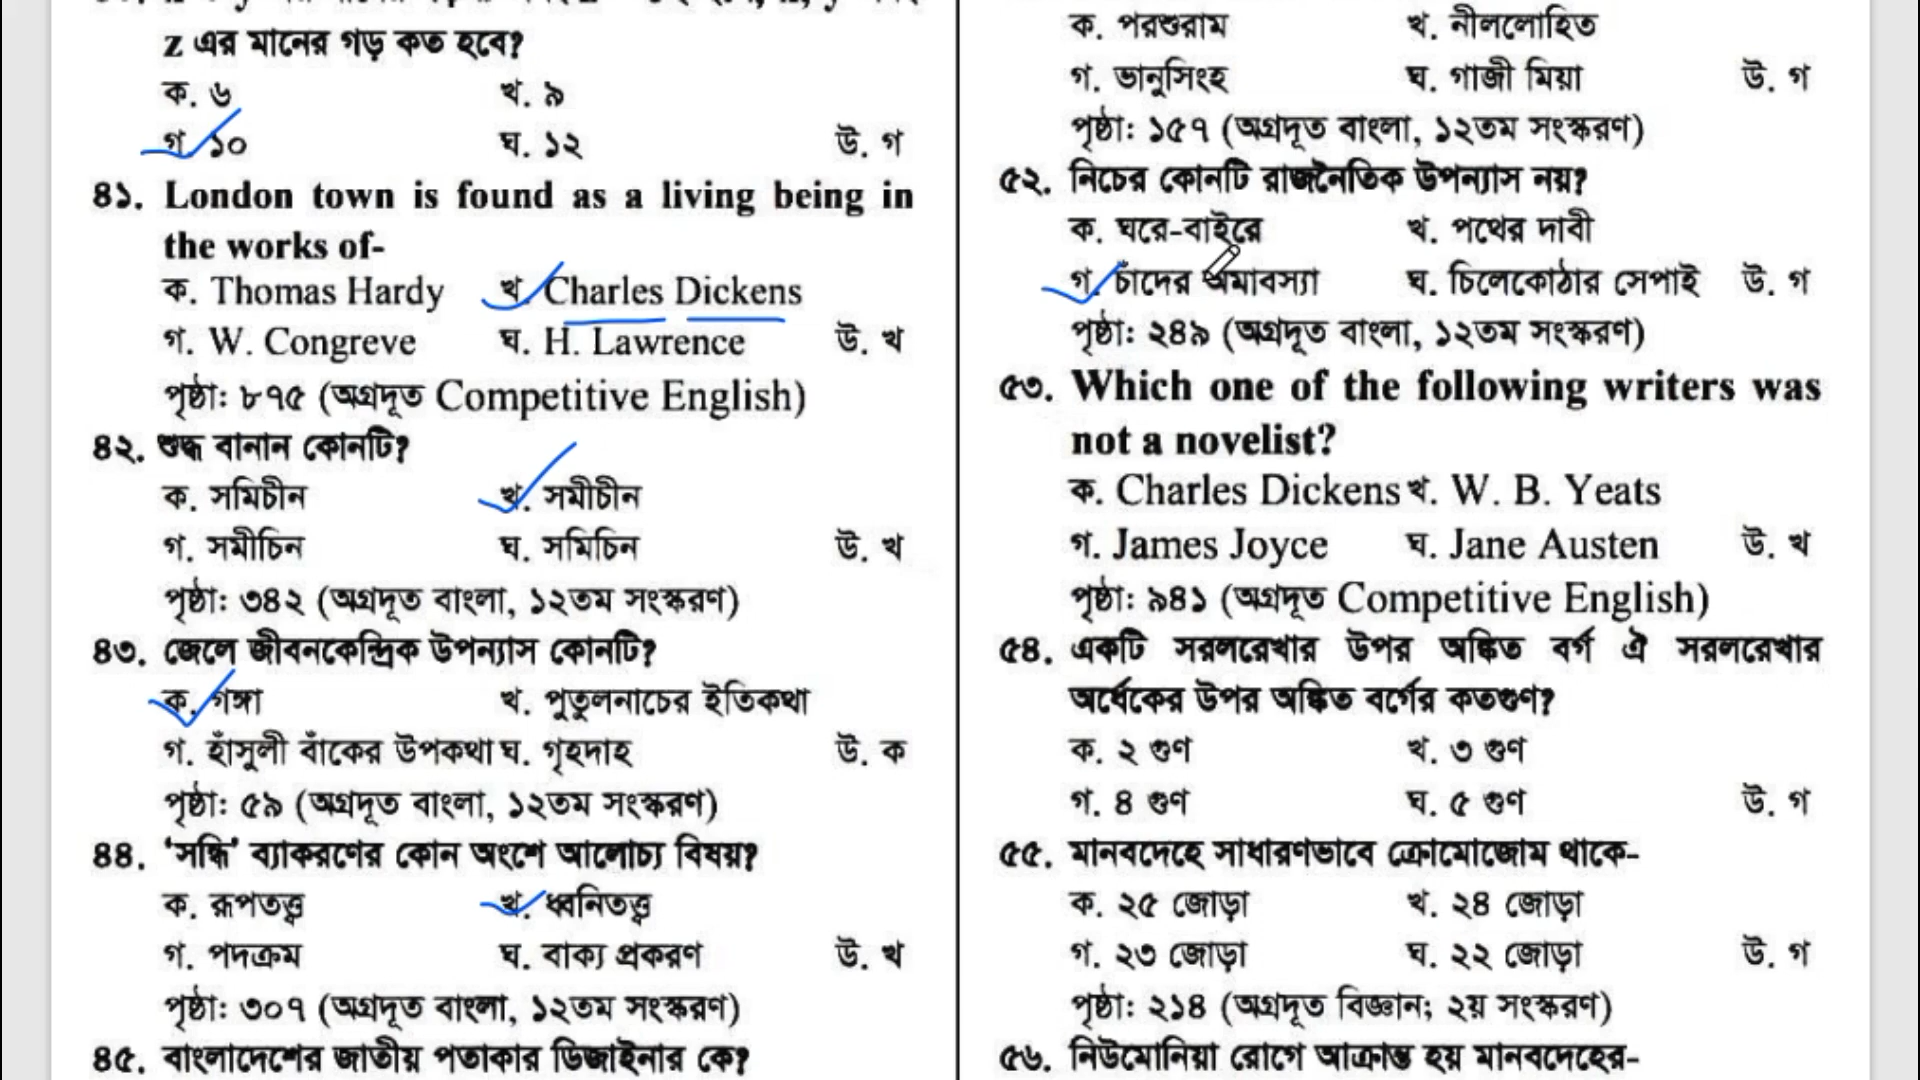 z এর মানের গড় কত হবে?
ক. ৬ খ. ৯
গ. ১০ ঘ. ১২ উ. গ
৪১. London town is found as a living being in
the works of-
ক. Thomas Hardy খ. Charles Dickens
গ. W. Congreve ঘ. H. Lawrence উ. খ
পৃষ্ঠা: ৮৭৫ (অগ্রদূত Competitive English)
৪২. শুদ্ধ বানান কোনটি?
ক. সমিচীন খ. সমীচীন
গ. সমীচিন ঘ. সমিচিন উ. খ
পৃষ্ঠা: ৩৪২ (অগ্রদূত বাংলা, ১২তম সংস্করণ)
৪৩. জেলে জীবনকেন্দ্রিক উপন্যাস কোনটি?
ক. গঙ্গা খ. পুতুলনাচের ইতিকথা
গ. হাঁসুলী বাঁকের উপকথা ঘ. গৃহদাহ উ. ক
পৃষ্ঠা: ৫৯ (অগ্রদূত বাংলা, ১২তম সংস্করণ)
৪৪. ‘সন্ধি’ ব্যাকরণের কোন অংশে আলোচ্য বিষয়?
ক. রূপতত্ত্ব খ. ধ্বনিতত্ত্ব
গ. পদক্রম ঘ. বাক্য প্রকরণ উ. খ
পৃষ্ঠা: ৩০৭ (অগ্রদূত বাংলা, ১২তম সংস্করণ)
৪৫. বাংলাদেশের জাতীয় পতাকার ডিজাইনার কে?
ক. পরশুরাম খ. নীললোহিত
গ. ভানুসিংহ ঘ. গাজী মিয়া উ. গ
পৃষ্ঠা: ১৫৭ (অগ্রদূত বাংলা, ১২তম সংস্করণ)
৫২. নিচের কোনটি রাজনৈতিক উপন্যাস নয়?
ক. ঘরে-বাইরে খ. পথের দাবী
গ. চাঁদের অমাবস্যা ঘ. চিলেকোঠার সেপাই উ. গ
পৃষ্ঠা: ২৪৯ (অগ্রদূত বাংলা, ১২তম সংস্করণ)
৫৩. Which one of the following writers was
not a novelist?
ক. Charles Dickens খ. W. B. Yeats
গ. James Joyce ঘ. Jane Austen উ. খ
পৃষ্ঠা: ৯৪১ (অগ্রদূত Competitive English)
৫৪. একটি সরলরেখার উপর অঙ্কিত বর্গ ঐ সরলরেখার
অর্ধেকের উপর অঙ্কিত বর্গের কতগুণ?
ক. ২ গুণ খ. ৩ গুণ
গ. ৪ গুণ ঘ. ৫ গুণ উ. গ
৫৫. মানবদেহে সাধারণভাবে ক্রোমোজোম থাকে-
ক. ২৫ জোড়া খ. ২৪ জোড়া
গ. ২৩ জোড়া ঘ. ২২ জোড়া উ. গ
পৃষ্ঠা: ২১৪ (অগ্রদূত বিজ্ঞান; ২য় সংস্করণ)
৫৬. নিউমোনিয়া রোগে আক্রান্ত হয় মানবদেহের-